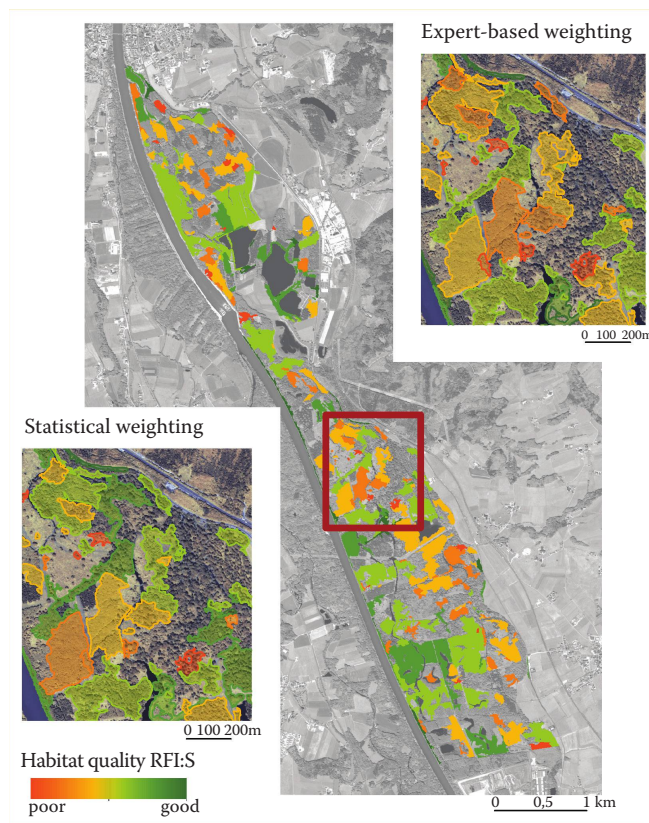 Expert-based weighting
0 100 200m
Statistical weighting
0 100 200m
Habitat quality RFI:S
poor good
0 0,5 1 km